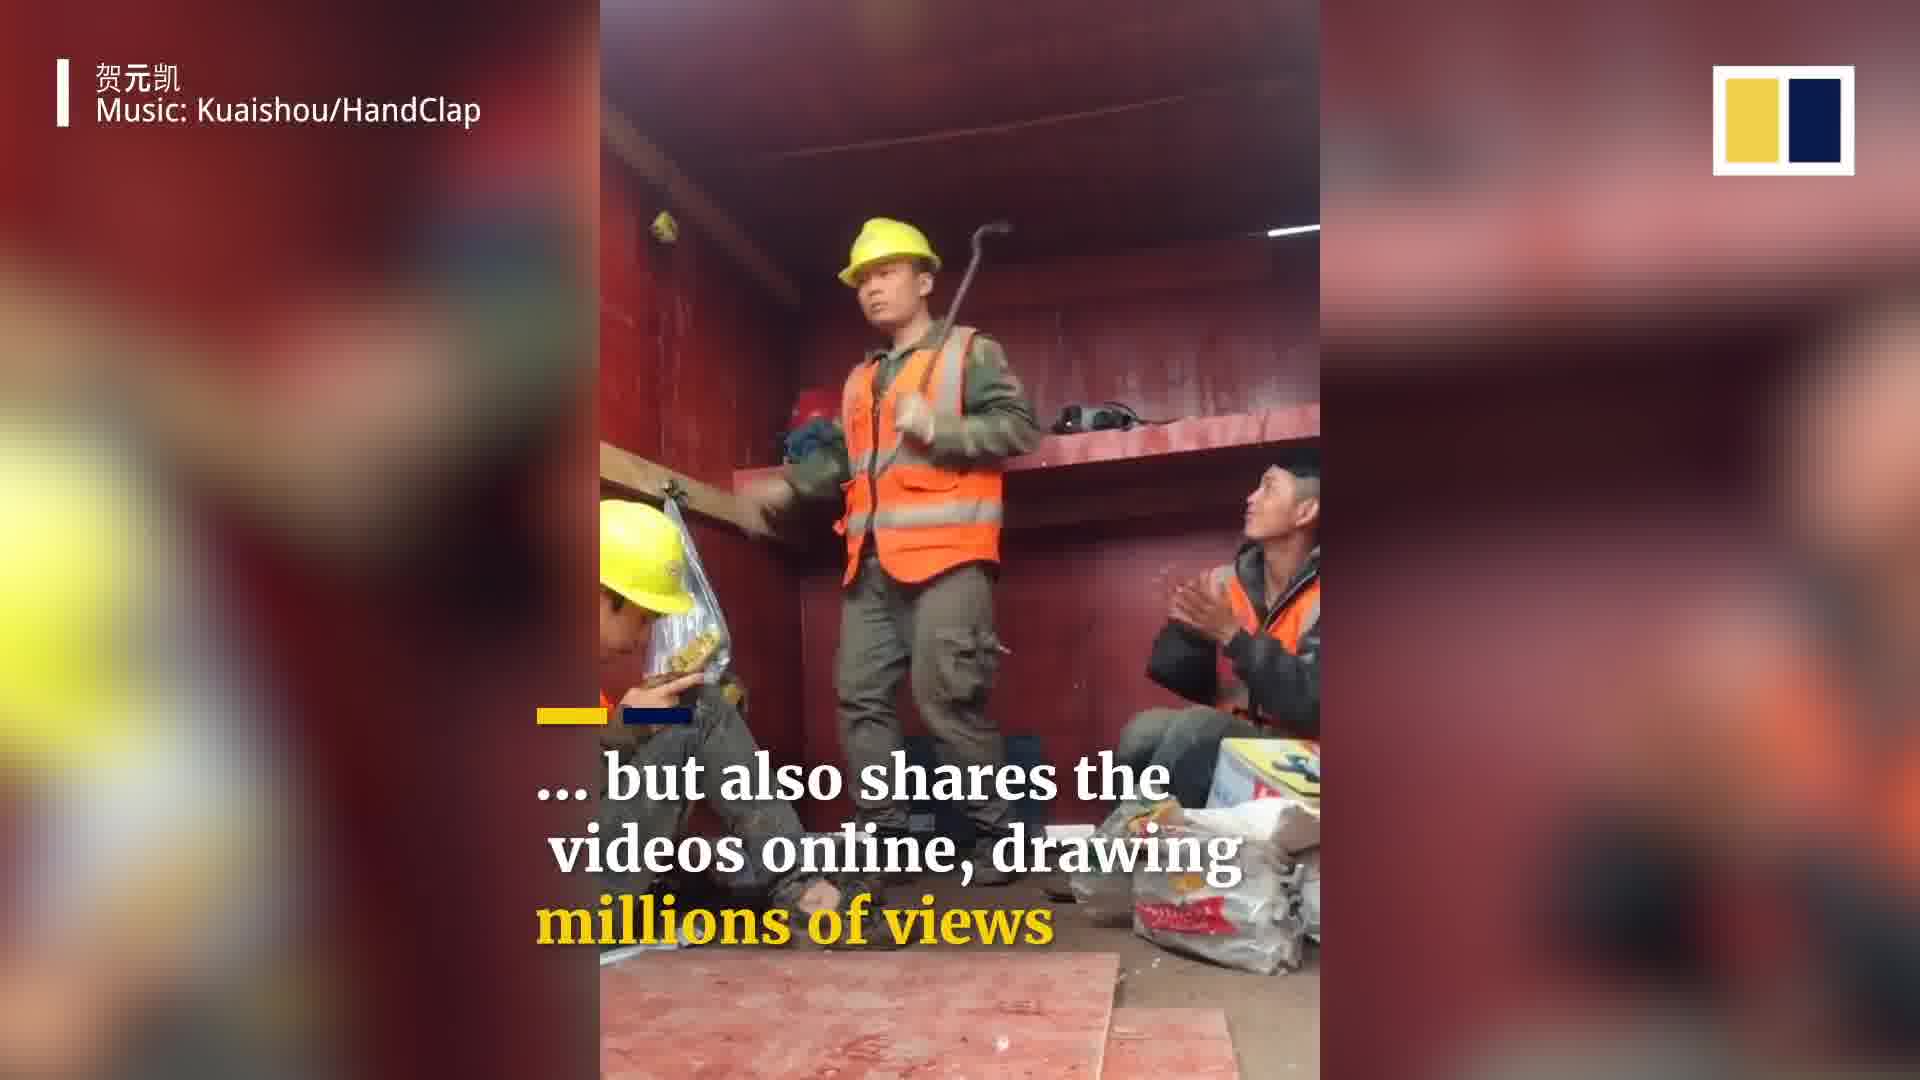 贺元凯
Music: Kuaishou/HandClap
... but also shares the
videos online, drawing
millions of views